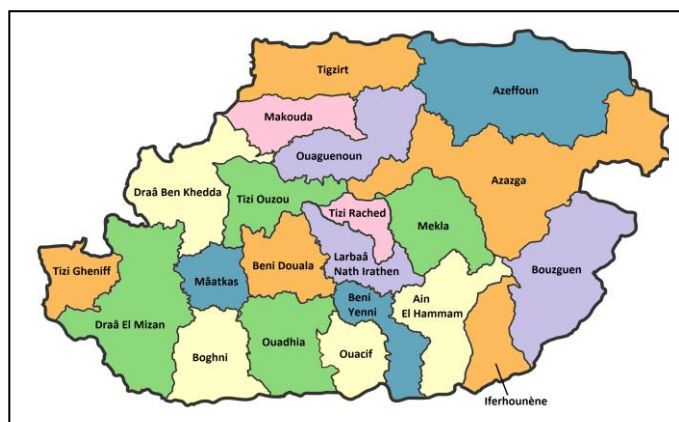 Tigzirt
Azeffoun
Makouda
Ouaguenoun
Azazga
Draâ Ben Khedda
Tizi Ouzou
Tizi Rached
Mekla
Larbaâ
Nath Irathen
Bouzguen
Tizi Gheniff
Mâatkas
Beni Douala
Beni
Yenni
Ain
El Hammam
Draâ El Mizan
Boghni
Ouadhia
Ouacif
Iferhounène